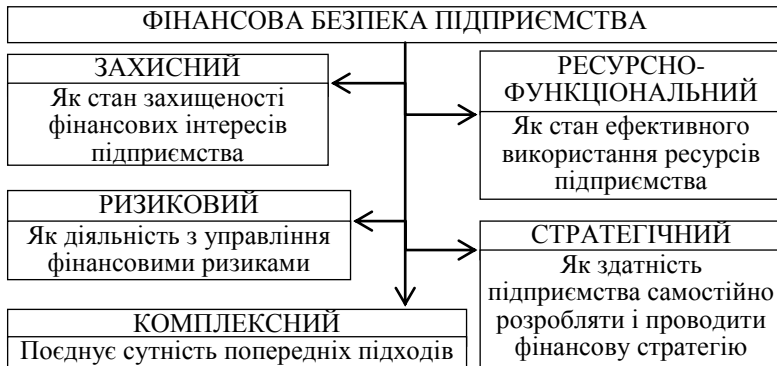 ФІНАНСОВА БЕЗПЕКА ПІДПРИЄМСТВА
ЗАХИСНИЙ
Як стан захищеності
фінансових інтересів
підприємства
РЕСУРСНО-
ФУНКЦІОНАЛЬНИЙ
Як стан ефективного
використання ресурсів
підприємства
РИЗИКОВИЙ
Як діяльність з управління
фінансовими ризиками
СТРАТЕГІЧНИЙ
Як здатність
підприємства самостійно
розробляти і проводити
фінансову стратегію
КОМПЛЕКСНИЙ
Поєднує сутність попередніх підходів